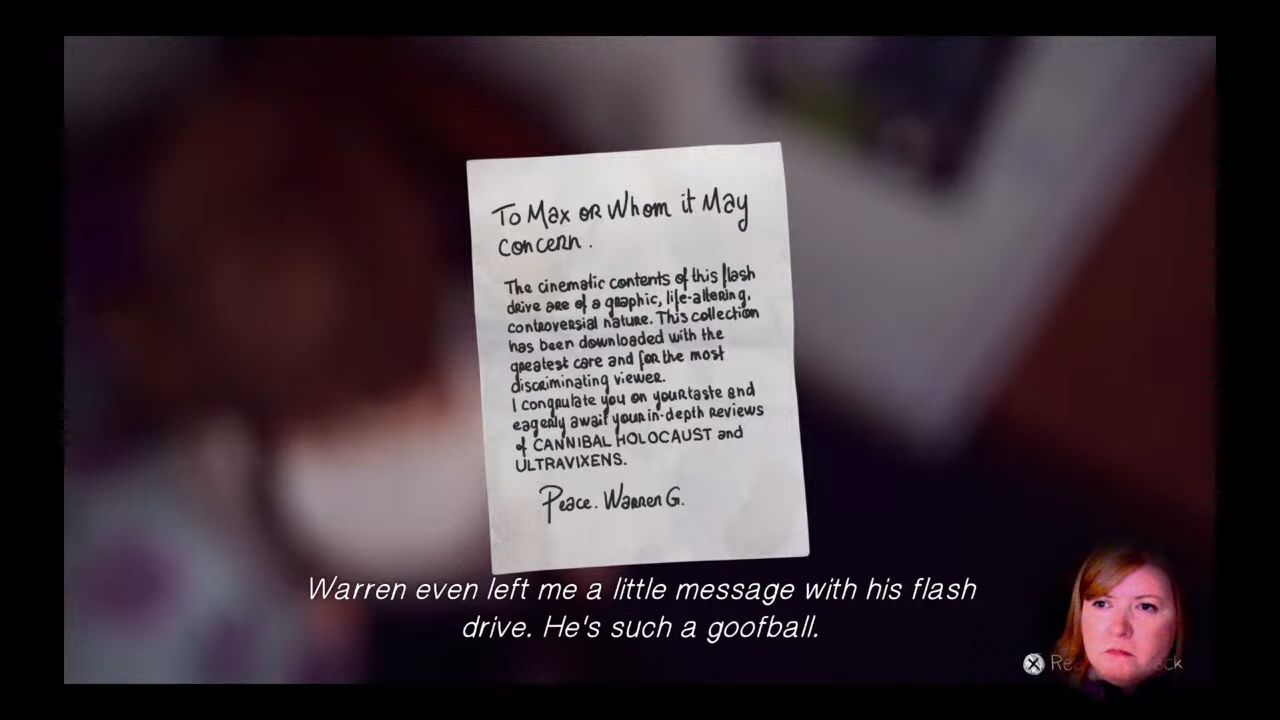 To Max or Whom it May
concern.
The cinematic contents of this flash
drive are of a graphic, life-altering,
controversial nature. This collection
has been downloaded with the
greatest care and for the most
discriminating viewer.
I congrulate you on your taste and
eagerly await your in-depth reviews
of CANNIBAL HOLOCAUST and
ULTRAVIXENS.
Peace. Warren G.
Warren even left me a little message with his flash
drive. He's such a goofball.